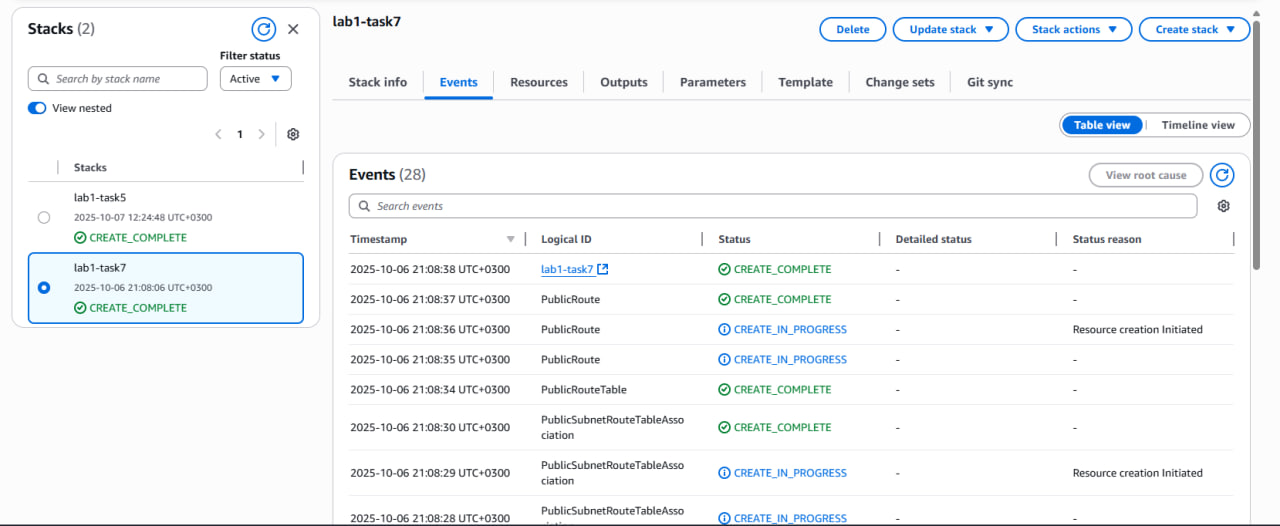 Stacks (2)
Filter status
Search by stack name
Active
View nested
1
Stacks
lab1-task5
2025-10-07 12:24:48 UTC+0300
CREATE_COMPLETE
lab1-task7
2025-10-06 21:08:06 UTC+0300
CREATE_COMPLETE
lab1-task7
Delete Update stack Stack actions Create stack
Stack info Events Resources Outputs Parameters Template Change sets Git sync
Table view Timeline view
Events (28) View root cause
Search events
Timestamp Logical ID Status Detailed status Status reason
2025-10-06 21:08:38 UTC+0300 lab1-task7 CREATE_COMPLETE - -
2025-10-06 21:08:37 UTC+0300 PublicRoute CREATE_COMPLETE - -
2025-10-06 21:08:36 UTC+0300 PublicRoute CREATE_IN_PROGRESS - Resource creation Initiated
2025-10-06 21:08:35 UTC+0300 PublicRoute CREATE_IN_PROGRESS - -
2025-10-06 21:08:34 UTC+0300 PublicRouteTable CREATE_COMPLETE - -
2025-10-06 21:08:30 UTC+0300 PublicSubnetRouteTableAsso CREATE_COMPLETE - -
ciation
2025-10-06 21:08:29 UTC+0300 PublicSubnetRouteTableAsso CREATE_IN_PROGRESS - Resource creation Initiated
ciation
2025-10-06 21:08:28 UTC+0300 PublicSubnetRouteTableAsso CREATE_IN_PROGRESS - -